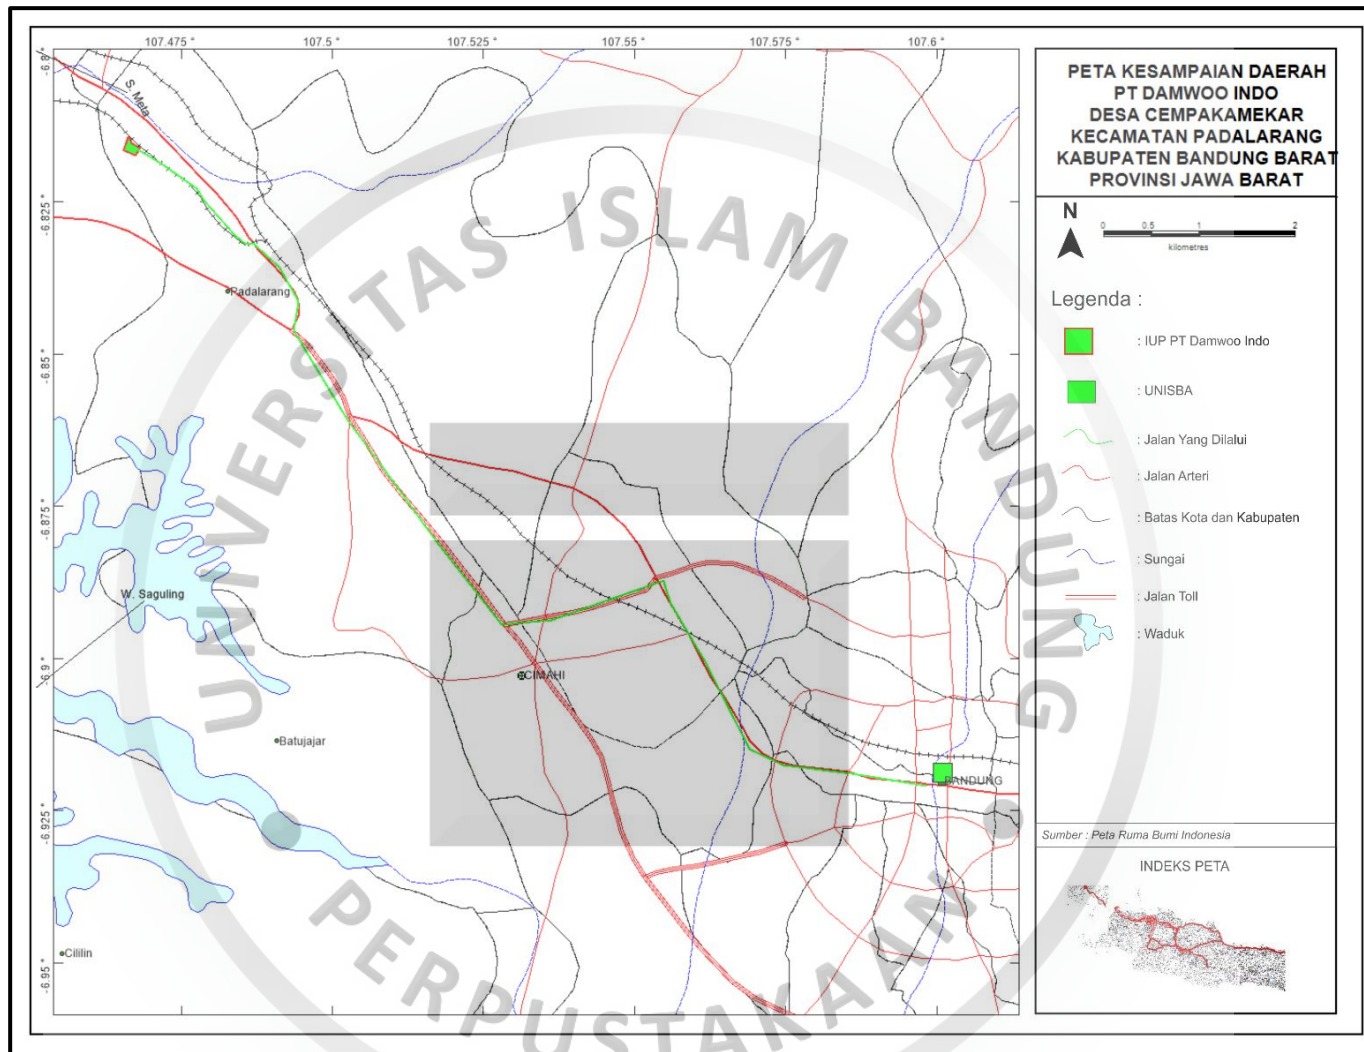 107.475 °
107.5 °
107.525 °
107.55 °
107.575 °
107.6 °
-6.8 °
-6.825 °
-6.85 °
-6.875 °
-6.9 °
-6.925 °
-6.95 °
S. Meta
Padalarang
W. Saguling
CIMAHI
Batujajar
BANDUNG
Cililin
UNIVERSITAS ISLAM BANDUNG
PERPUSTAKAAN
PETA KESAMPAIAN DAERAH
PT DAMWOO INDO
DESA CEMPAKAMEKAR
KECAMATAN PADALARANG
KABUPATEN BANDUNG BARAT
PROVINSI JAWA BARAT
N
0 0.5 1 2
kilometres
Legenda :
: IUP PT Damwoo Indo
: UNISBA
: Jalan Yang Dilalui
: Jalan Arteri
: Batas Kota dan Kabupaten
: Sungai
: Jalan Toll
: Waduk
Sumber : Peta Ruma Bumi Indonesia
INDEKS PETA